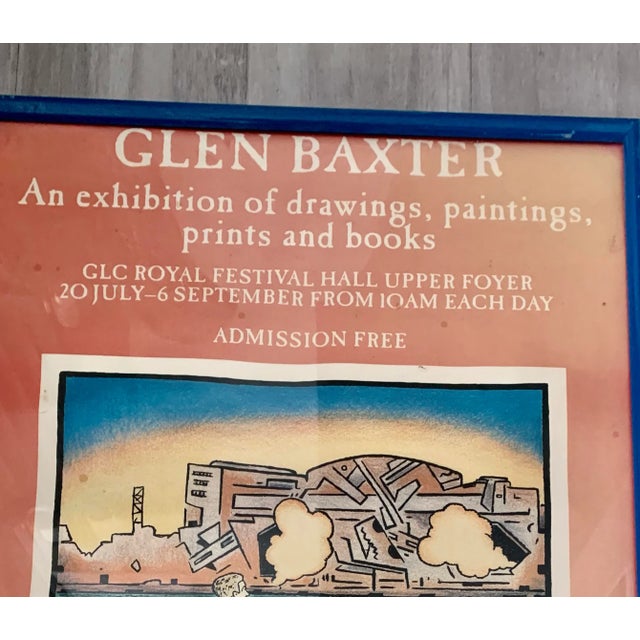 GLEN BAXTER
An exhibition of drawings, paintings,
prints and books
GLC ROYAL FESTIVAL HALL UPPER FOYER
20 JULY–6 SEPTEMBER FROM 10AM EACH DAY
ADMISSION FREE